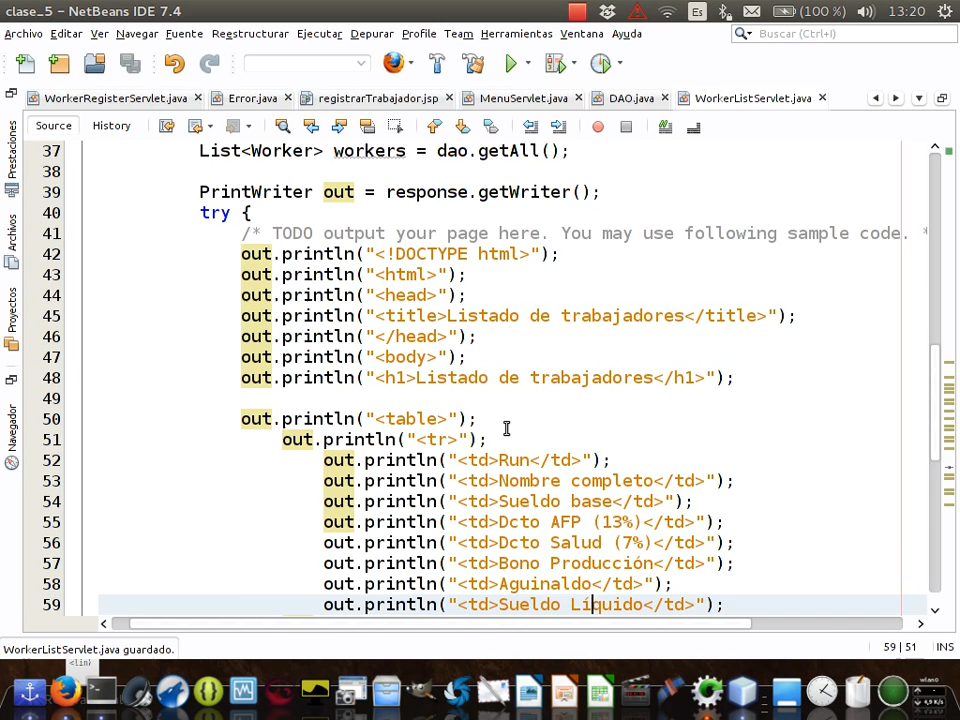 clase_5 - NetBeans IDE 7.4
Es
(100 %)
13:20
Archivo Editar Ver Navegar Fuente Reestructurar Ejecutar Depurar Profile Team Herramientas Ventana Ayuda
Buscar (Ctrl+I)
WorkerRegisterServlet.java Error.java registrarTrabajador.jsp MenuServlet.java DAO.java WorkerListServlet.java
Source History
Prestaciones
Archivos
Proyectos
Navegador
37 List<Worker> workers = dao.getAll();
38
39 PrintWriter out = response.getWriter();
40 try {
41 /* TODO output your page here. You may use following sample code. *
42 out.println("<!DOCTYPE html>");
43 out.println("<html>");
44 out.println("<head>");
45 out.println("<title>Listado de trabajadores</title>");
46 out.println("</head>");
47 out.println("<body>");
48 out.println("<h1>Listado de trabajadores</h1>");
49
50 out.println("<table>");
51 out.println("<tr>");
52 out.println("<td>Run</td>");
53 out.println("<td>Nombre completo</td>");
54 out.println("<td>Sueldo base</td>");
55 out.println("<td>Dcto AFP (13%)</td>");
56 out.println("<td>Dcto Salud (7%)</td>");
57 out.println("<td>Bono Producción</td>");
58 out.println("<td>Aguinaldo</td>");
59 out.println("<td>Sueldo Líquido</td>");
WorkerListServlet.java guardado.
59 | 51 INS
<lin}
wlan0